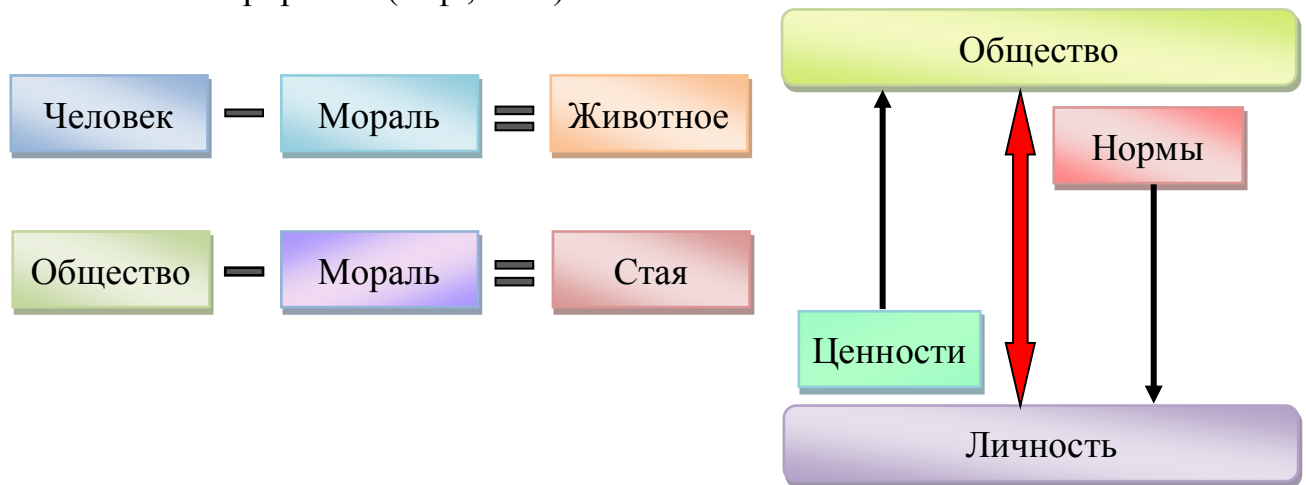 Человек − Мораль = Животное
Общество − Мораль = Стая
Общество
Нормы
Ценности
Личность